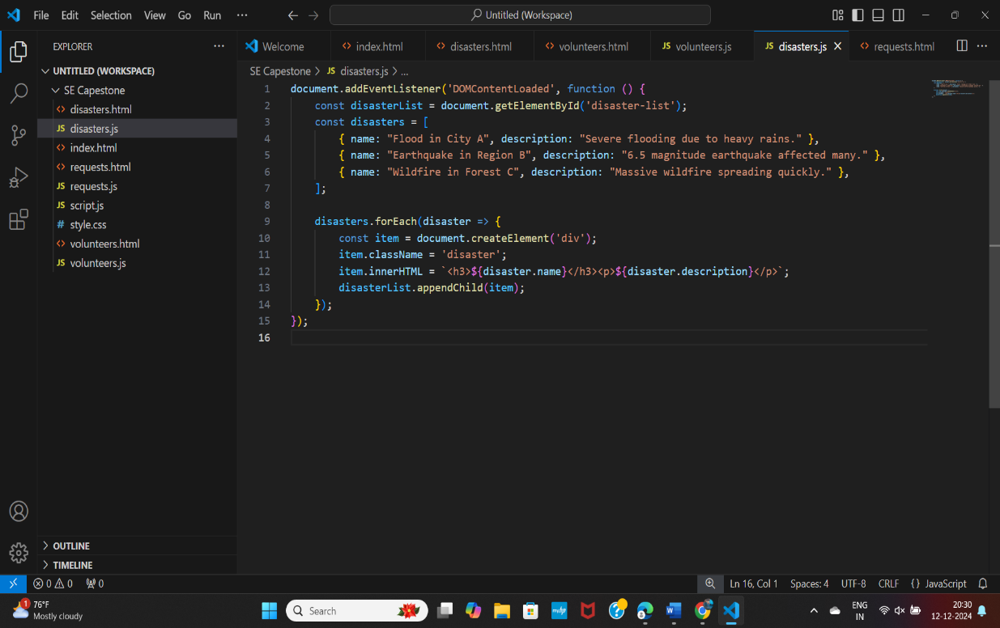 File Edit Selection View Go Run ··· Untitled (Workspace)
EXPLORER ···
UNTITLED (WORKSPACE)
SE Capestone
disasters.html
JS disasters.js
index.html
requests.html
JS requests.js
JS script.js
# style.css
volunteers.html
JS volunteers.js
OUTLINE
TIMELINE
Welcome <> index.html <> disasters.html <> volunteers.html JS volunteers.js JS disasters.js × <> requests.html ···
SE Capestone > JS disasters.js > ...
1 document.addEventListener('DOMContentLoaded', function () {
2 const disasterList = document.getElementById('disaster-list');
3 const disasters = [
4 { name: "Flood in City A", description: "Severe flooding due to heavy rains." },
5 { name: "Earthquake in Region B", description: "6.5 magnitude earthquake affected many." },
6 { name: "Wildfire in Forest C", description: "Massive wildfire spreading quickly." },
7 ];
8
9 disasters.forEach(disaster => {
10 const item = document.createElement('div');
11 item.className = 'disaster';
12 item.innerHTML = `<h3>${disaster.name}</h3><p>${disaster.description}</p>`;
13 disasterList.appendChild(item);
14 });
15 });
16
0 0 0 Ln 16, Col 1 Spaces: 4 UTF-8 CRLF {} JavaScript
1 76°F
Mostly cloudy
Search
ENG
IN
20:30
12-12-2024